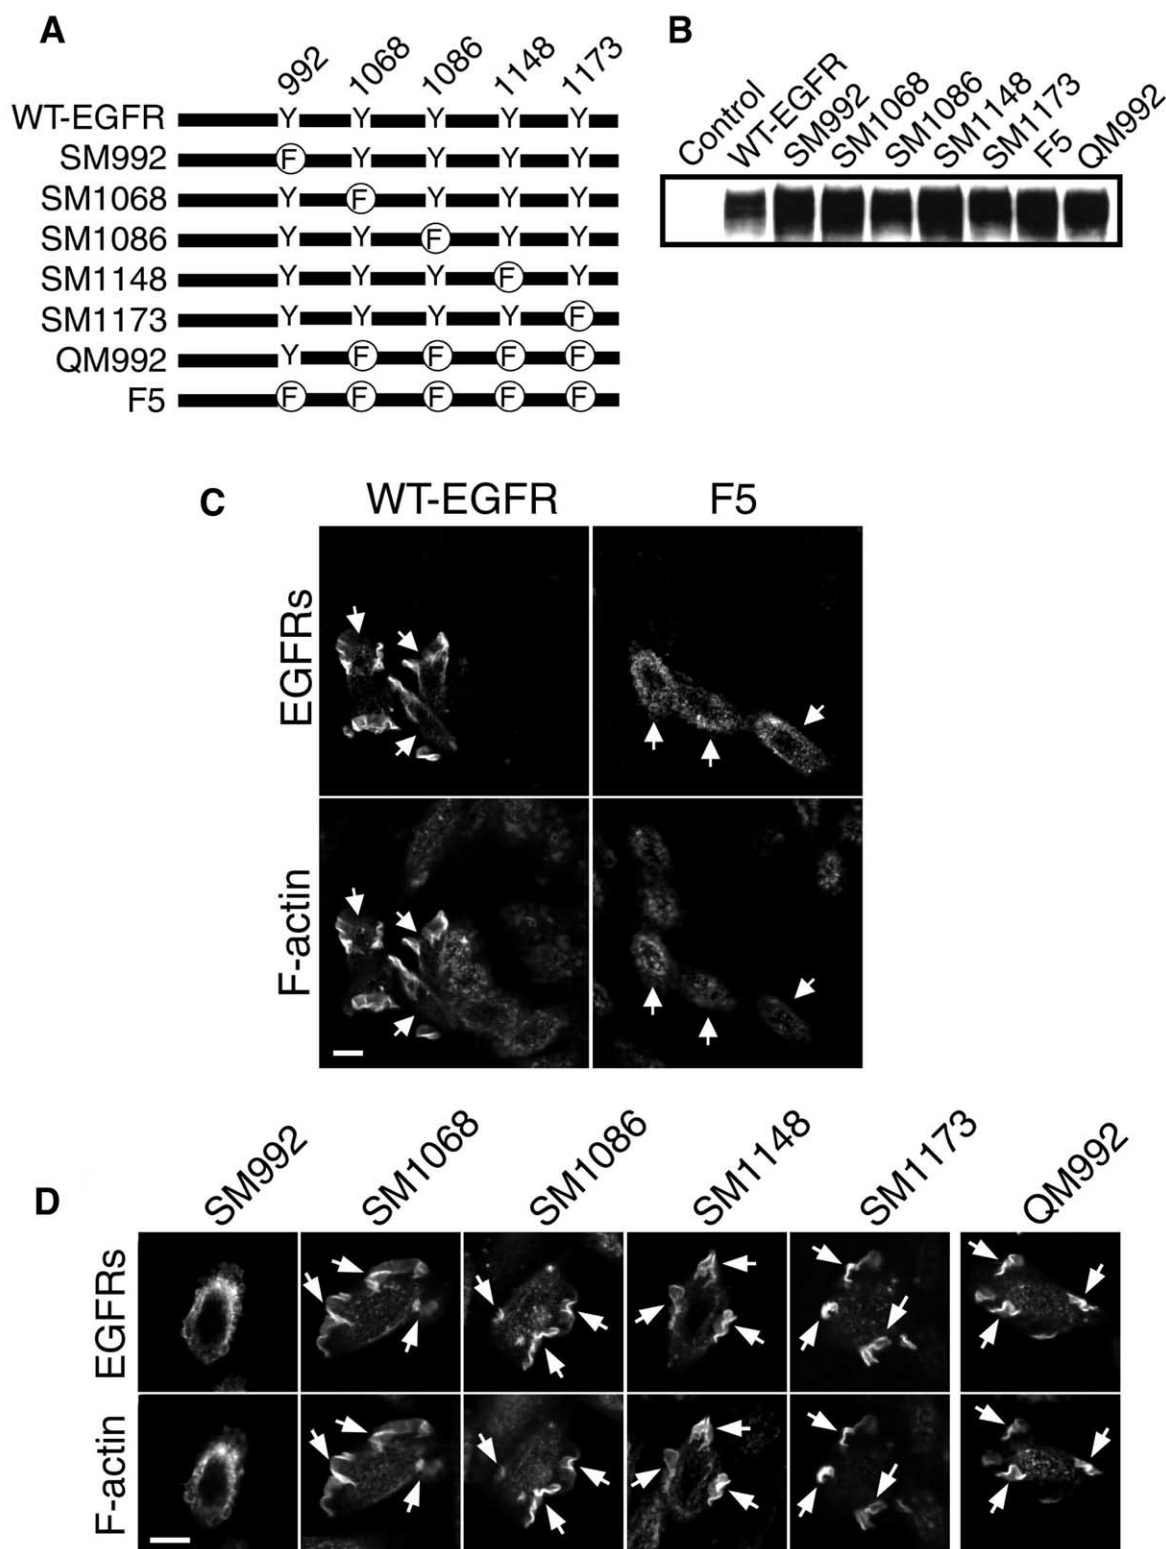 A
992 1068 1086 1148 1173
WT-EGFR Y Y Y Y Y
SM992 F Y Y Y Y
SM1068 Y F Y Y Y
SM1086 Y Y F Y Y
SM1148 Y Y Y F Y
SM1173 Y Y Y Y F
QM992 Y F F F F
F5 F F F F F
B
Control WT-EGFR SM992 SM1068 SM1086 SM1148 SM1173 F5 QM992
C
WT-EGFR F5
EGFRs
F-actin
D
SM992 SM1068 SM1086 SM1148 SM1173 QM992
EGFRs
F-actin